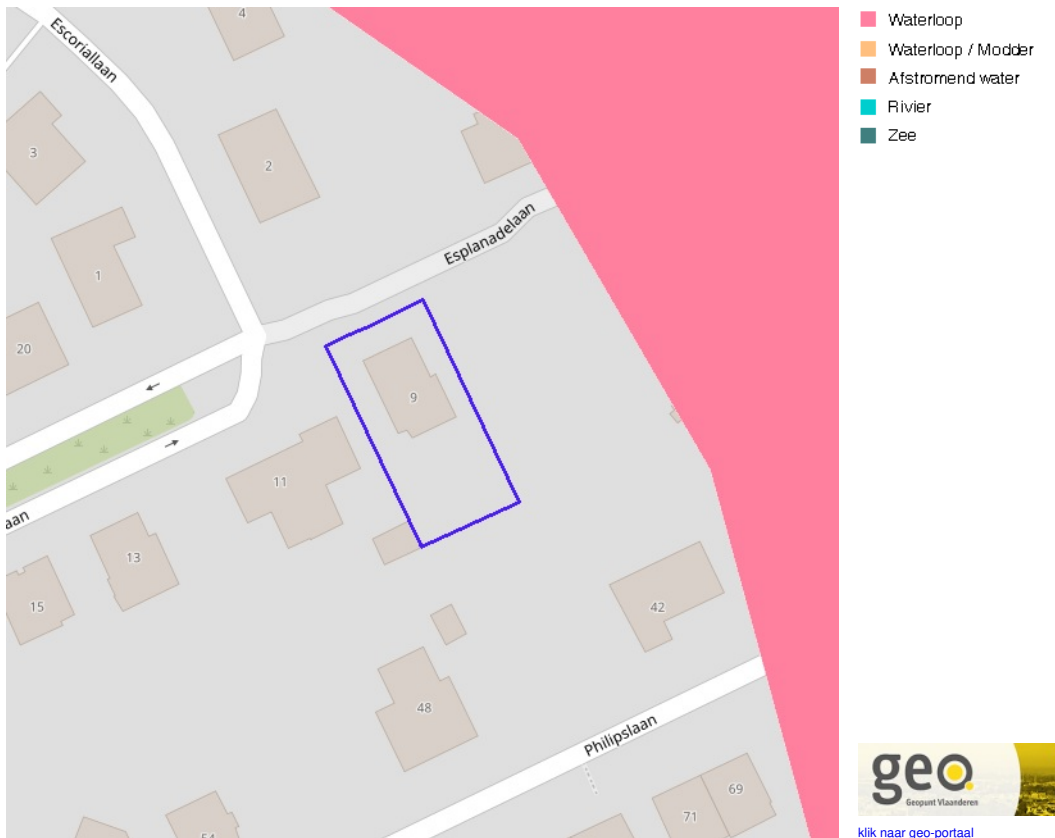 Escoriallaan
4
3
2
1
Esplanadelaan
20
9
11
laan
13
15
42
48
Philipslaan
69
71
54
Waterloop
Waterloop / Modder
Afstromend water
Rivier
Zee
geo.
Geopunt Vlaanderen
klik naar geo-portaal